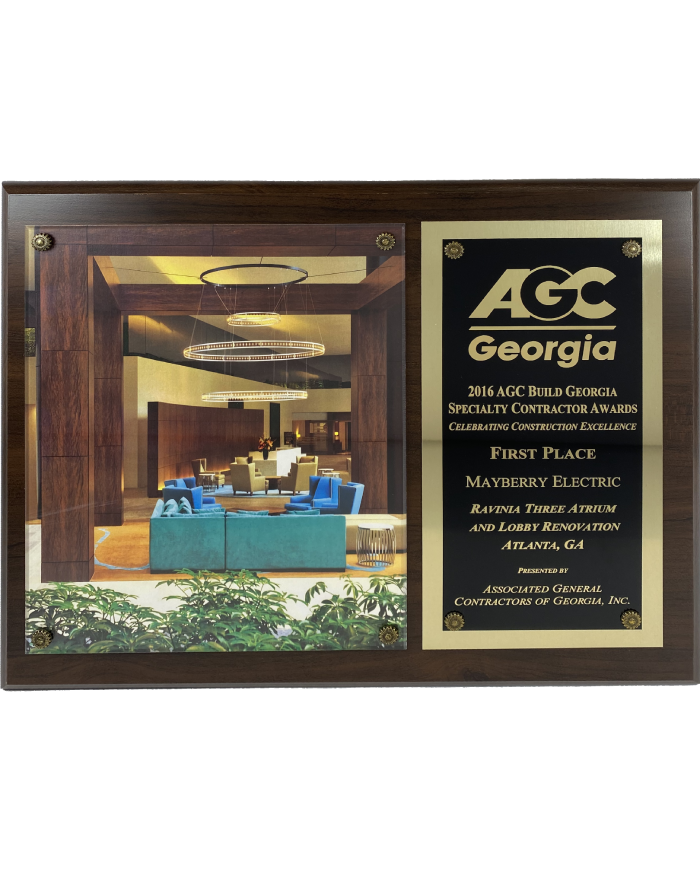 AGC
Georgia
2016 AGC BUILD GEORGIA
SPECIALTY CONTRACTOR AWARDS
CELEBRATING CONSTRUCTION EXCELLENCE
FIRST PLACE
MAYBERRY ELECTRIC
RAVINIA THREE ATRIUM
AND LOBBY RENOVATION
ATLANTA, GA
PRESENTED BY
ASSOCIATED GENERAL
CONTRACTORS OF GEORGIA, INC.